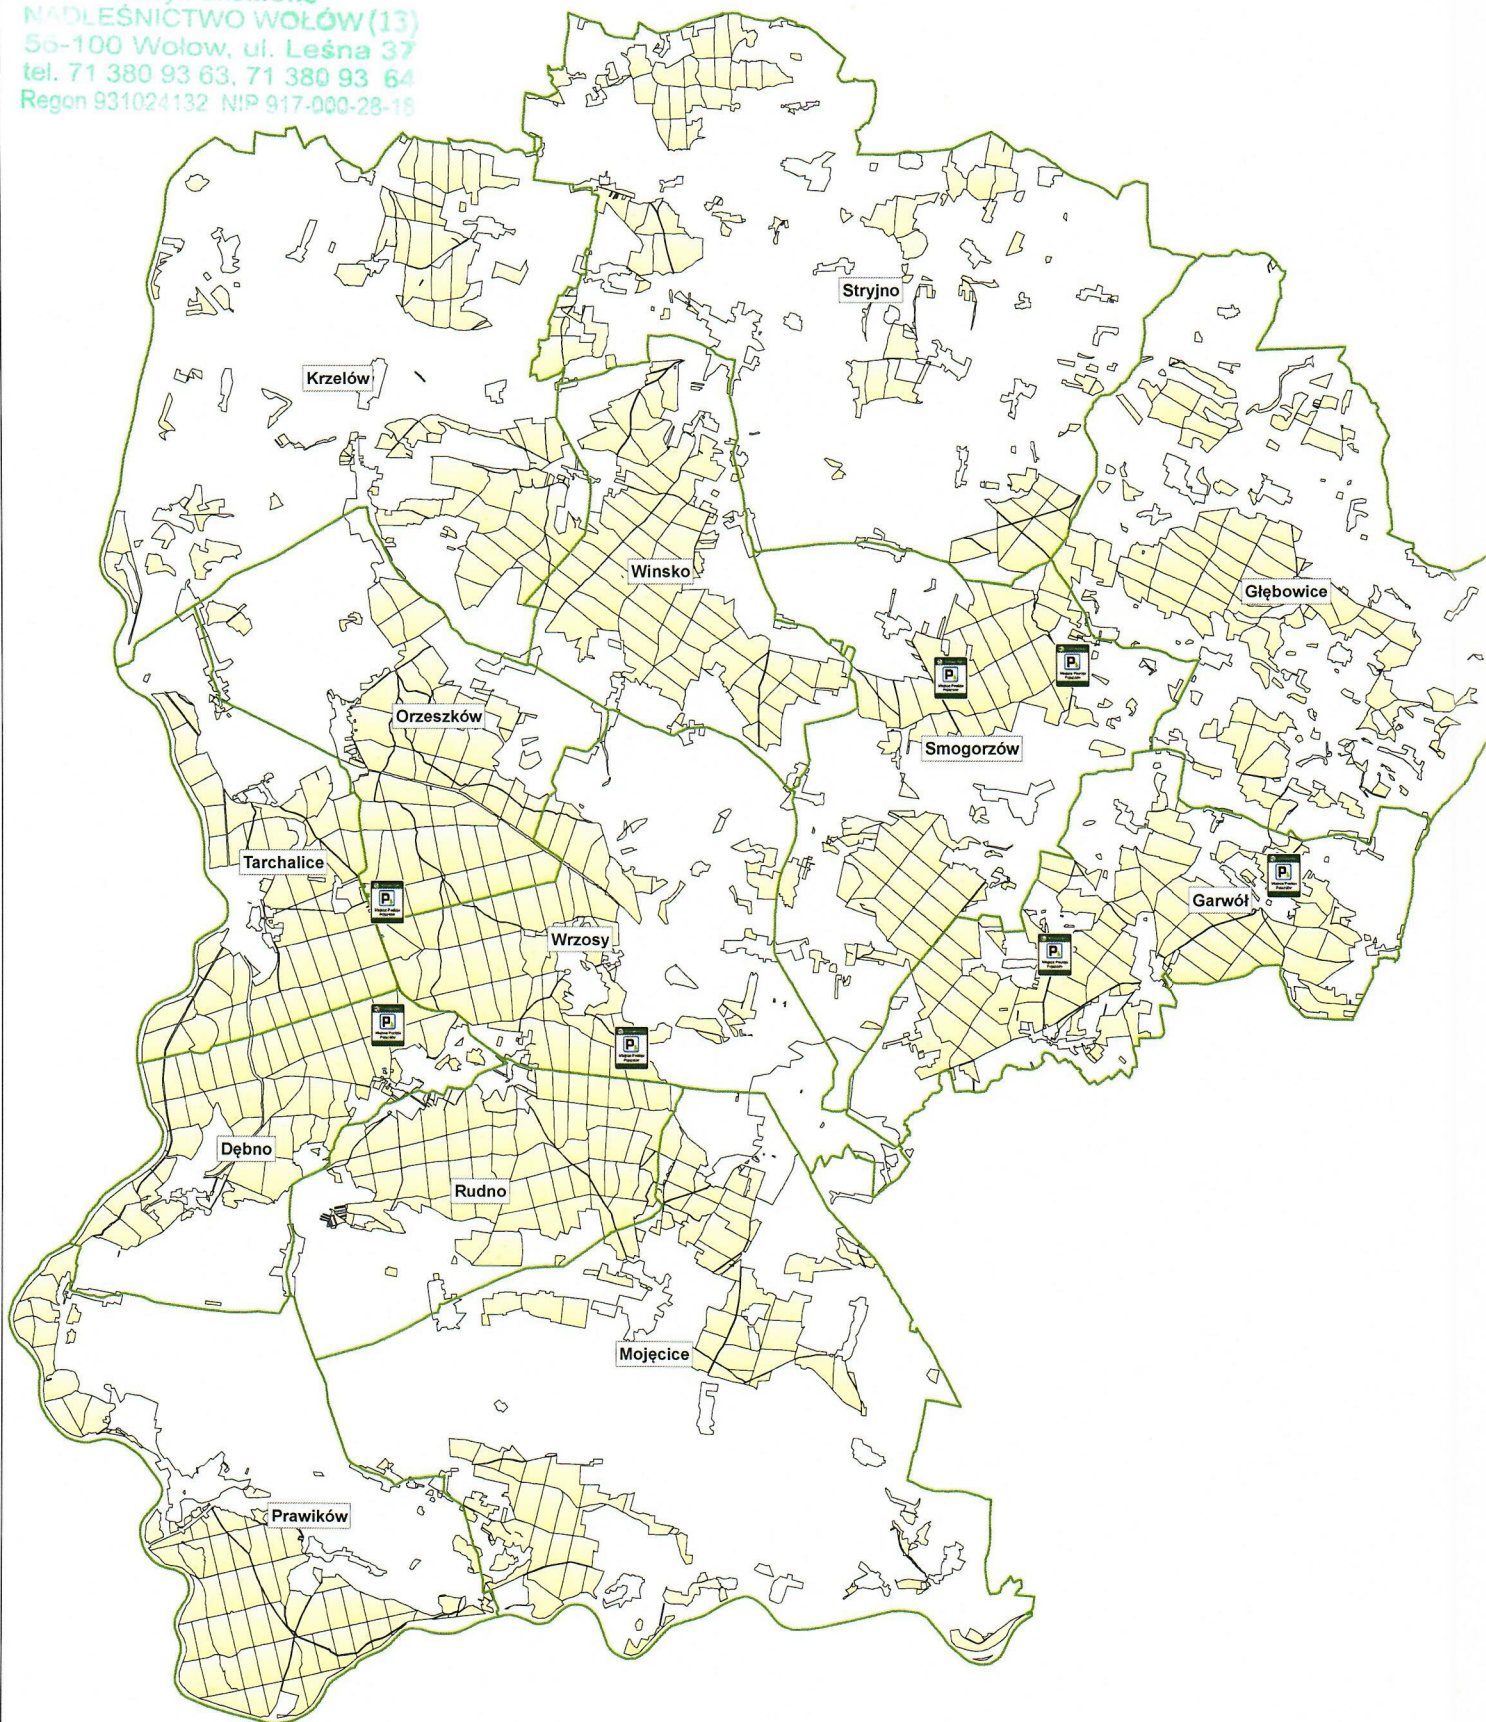 NADLEŚNICTWO WOŁÓW (13)
56-100 Wołow, ul. Leśna 37
tel. 71 380 93 63, 71 380 93 64
Regon 931024132 NIP 917-000-28-18
Stryjno
Krzelów
Winsko
Głębowice
Orzeszków
Smogorzów
Tarchalice
Garwół
Wrzosy
Dębno
Rudno
Mojęcice
Prawików
P
P
P
P
P
P
P